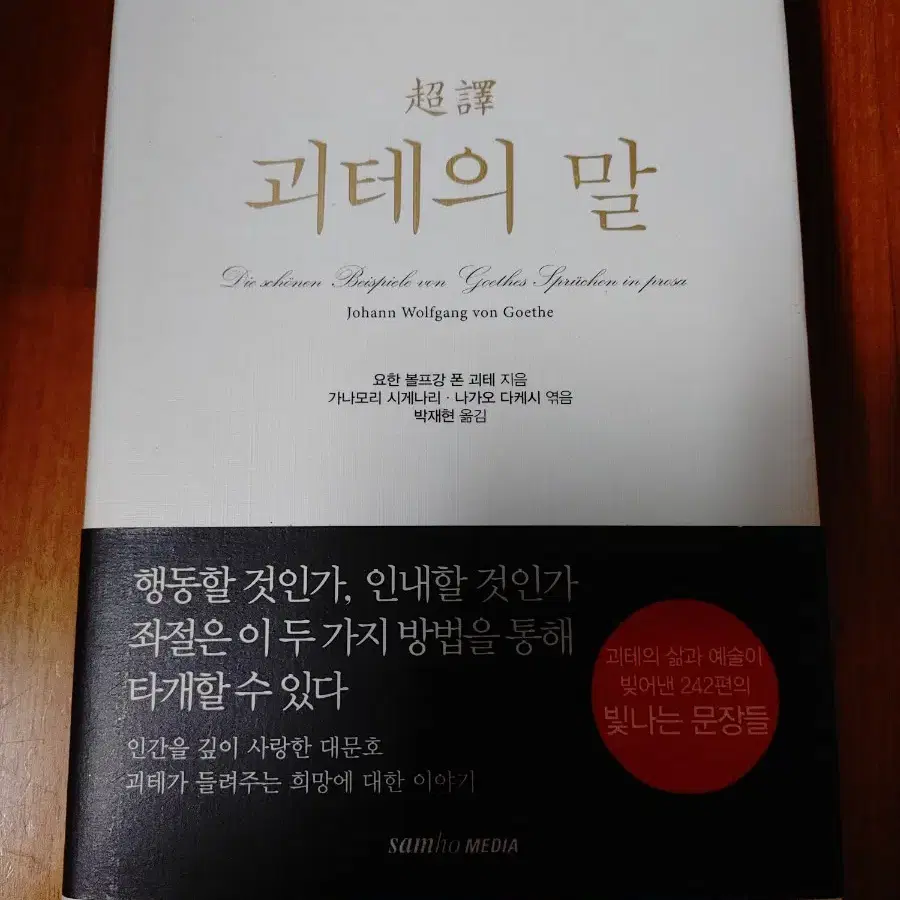 超譯
괴테의 말
Die schönen Beispiele von Goethes Sprüchen in prosa
Johann Wolfgang von Goethe
요한 볼프강 폰 괴테 지음
가나모리 시게나리 · 나가오 다케시 엮음
박재현 옮김
행동할 것인가, 인내할 것인가
좌절은 이 두 가지 방법을 통해
타개할 수 있다
인간을 깊이 사랑한 대문호
괴테가 들려주는 희망에 대한 이야기
괴테의 삶과 예술이
빚어낸 242편의
빛나는 문장들
samho MEDIA